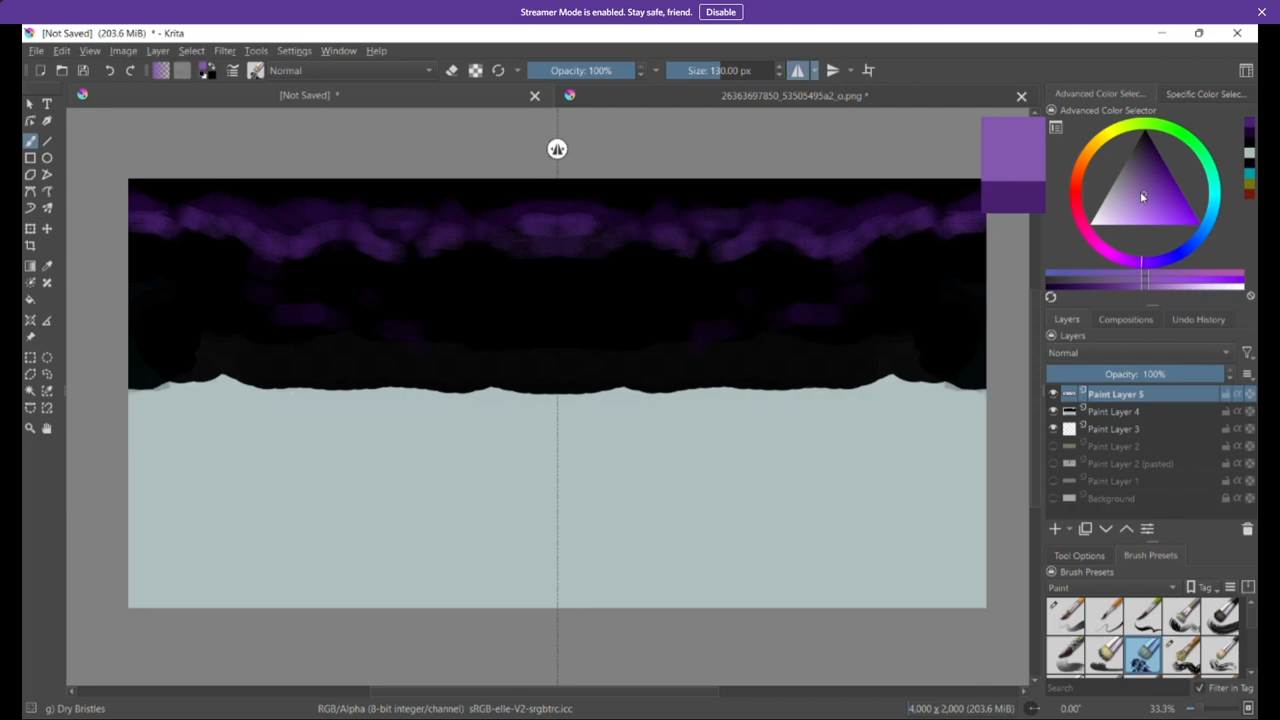 Streamer Mode is enabled. Stay safe, friend. Disable
[Not Saved] (203.6 MiB) * - Krita
File Edit View Image Layer Select Filter Tools Settings Window Help
Normal Opacity: 100% Size: 130.00 px
[Not Saved] * 26363697850_53505495a2_o.png *
Advanced Color Selec... Specific Color Selec...
Advanced Color Selector
Layers Compositions Undo History
Layers
Normal
Opacity: 100%
Paint Layer 5
Paint Layer 4
Paint Layer 3
Paint Layer 2
Paint Layer 2 (pasted)
Paint Layer 1
Background
Tool Options Brush Presets
Brush Presets
Paint Tag
Search Filter in Tag
g) Dry Bristles RGB/Alpha (8-bit integer/channel) sRGB-elle-V2-srgbtrc.icc 4,000 x 2,000 (203.6 MiB) 0.00° 33.3%